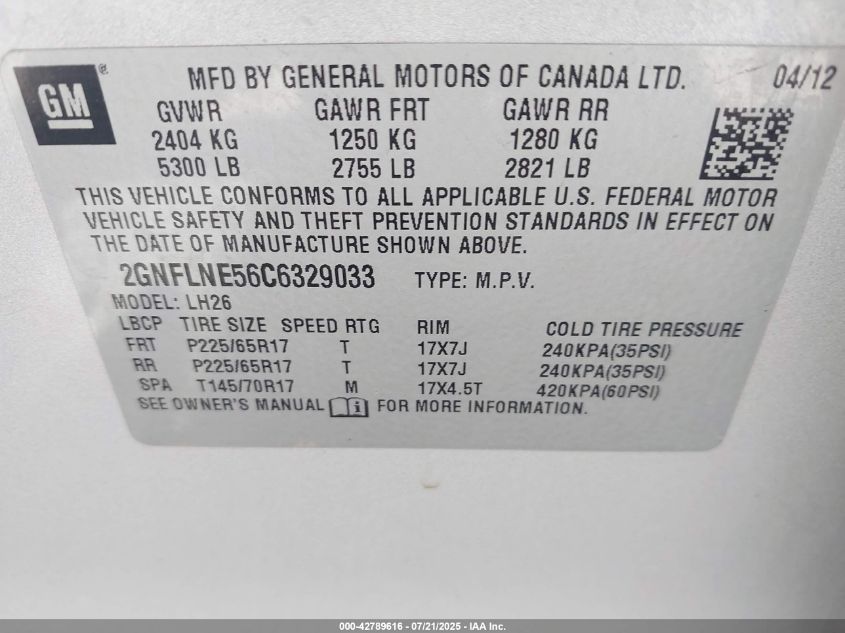 GM ®
MFD BY GENERAL MOTORS OF CANADA LTD. 04/12
GVWR GAWR FRT GAWR RR
2404 KG 1250 KG 1280 KG
5300 LB 2755 LB 2821 LB
THIS VEHICLE CONFORMS TO ALL APPLICABLE U.S. FEDERAL MOTOR
VEHICLE SAFETY AND THEFT PREVENTION STANDARDS IN EFFECT ON
THE DATE OF MANUFACTURE SHOWN ABOVE.
2GNFLNE56C6329033 TYPE: M.P.V.
MODEL: LH26
LBCP TIRE SIZE SPEED RTG RIM COLD TIRE PRESSURE
FRT P225/65R17 T 17X7J 240KPA(35PSI)
RR P225/65R17 T 17X7J 240KPA(35PSI)
SPA T145/70R17 M 17X4.5T 420KPA(60PSI)
SEE OWNER'S MANUAL i FOR MORE INFORMATION.
000-42789616 - 07/21/2025 - IAA Inc.